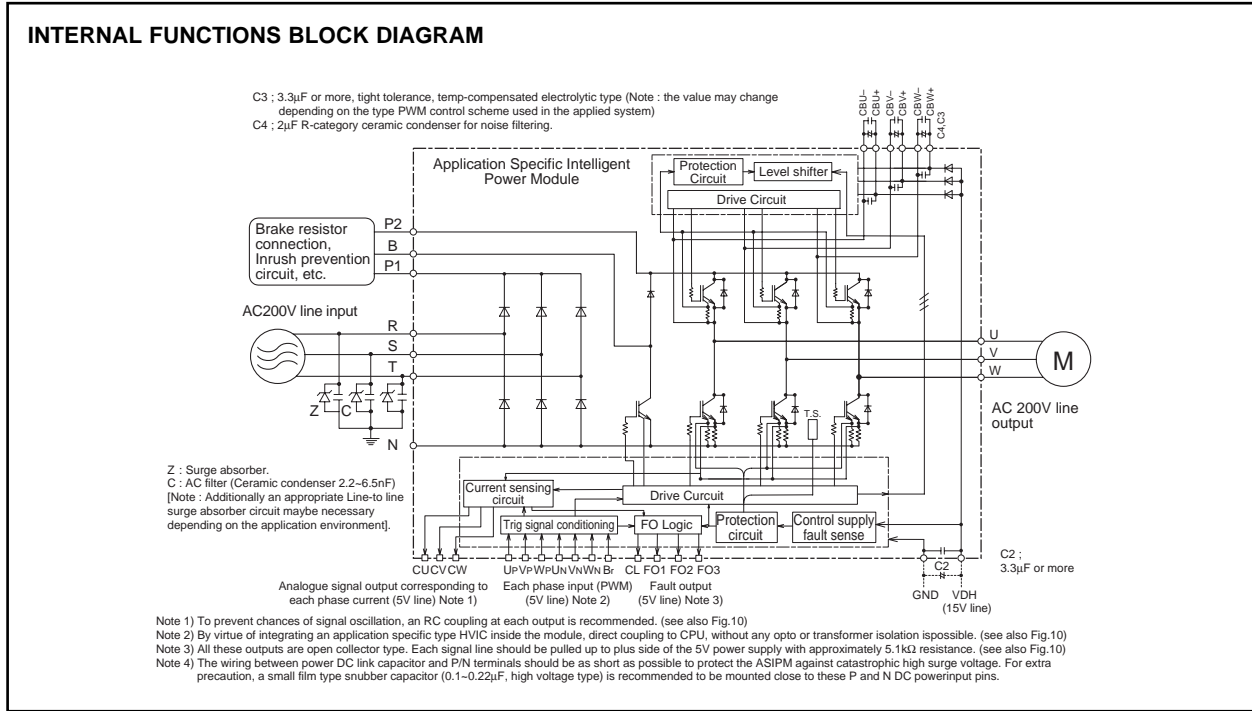 INTERNAL FUNCTIONS BLOCK DIAGRAM
C3 ; 3.3μF or more, tight tolerance, temp-compensated electrolytic type (Note : the value may change
depending on the type PWM control scheme used in the applied system)
C4 ; 2μF R-category ceramic condenser for noise filtering.
CBU–
CBU+
CBV–
CBV+
CBW–
CBW+
C4,C3
Application Specific Intelligent
Power Module
Protection
Circuit
Level shifter
Drive Circuit
Brake resistor
connection,
Inrush prevention
circuit, etc.
P2
B
P1
AC200V line input
R
S
T
Z
C
N
U
V
W
M
AC 200V line
output
T.S.
Z : Surge absorber.
C : AC filter (Ceramic condenser 2.2~6.5nF)
[Note : Additionally an appropriate Line-to line
surge absorber circuit maybe necessary
depending on the application environment].
Current sensing
circuit
Drive Curcuit
Trig signal conditioning
FO Logic
Protection
circuit
Control supply
fault sense
CU CV CW
UP VP WP UN VN WN Br
CL FO1 FO2 FO3
C2
GND VDH
(15V line)
C2 ;
3.3μF or more
Analogue signal output corresponding to
each phase current (5V line) Note 1)
Each phase input (PWM)
(5V line) Note 2)
Fault output
(5V line) Note 3)
Note 1) To prevent chances of signal oscillation, an RC coupling at each output is recommended. (see also Fig.10)
Note 2) By virtue of integrating an application specific type HVIC inside the module, direct coupling to CPU, without any opto or transformer isolation ispossible. (see also Fig.10)
Note 3) All these outputs are open collector type. Each signal line should be pulled up to plus side of the 5V power supply with approximately 5.1kΩ resistance. (see also Fig.10)
Note 4) The wiring between power DC link capacitor and P/N terminals should be as short as possible to protect the ASIPM against catastrophic high surge voltage. For extra
precaution, a small film type snubber capacitor (0.1~0.22μF, high voltage type) is recommended to be mounted close to these P and N DC powerinput pins.